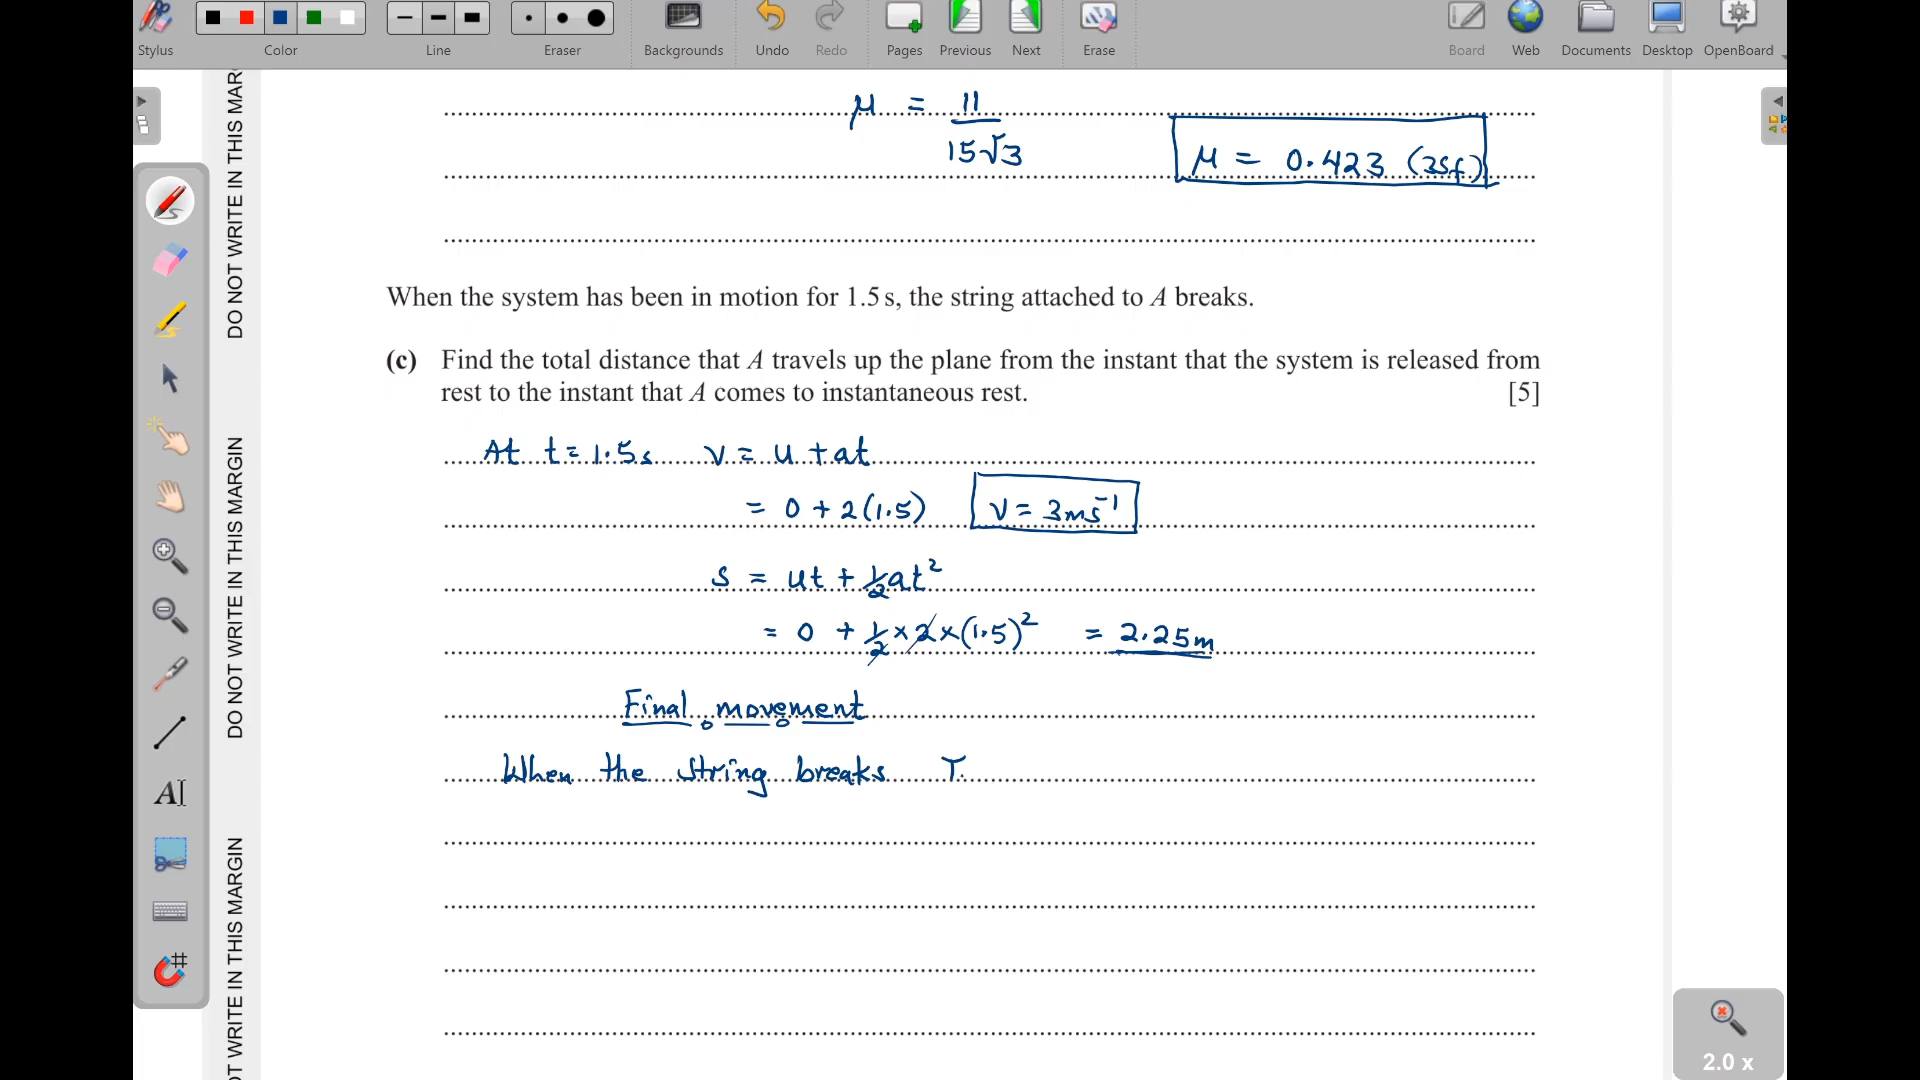 Stylus
Color
Line
Eraser
Backgrounds
Undo
Redo
Pages
Previous
Next
Erase
Board
Web
Documents
Desktop
OpenBoard
DO NOT WRITE IN THIS MAR
μ = 11
15√3
μ = 0.423 (3sf)
When the system has been in motion for 1.5 s, the string attached to A breaks.
(c) Find the total distance that A travels up the plane from the instant that the system is released from
rest to the instant that A comes to instantaneous rest. [5]
At t = 1.5s v = u + at
= 0 + 2(1.5) v = 3ms⁻¹
s = ut + ½at²
= 0 + ½ × 2 × (1.5)² = 2.25m
Final movement
When the string breaks T
DO NOT WRITE IN THIS MARGIN
OT WRITE IN THIS MARGIN
AI
2.0 x